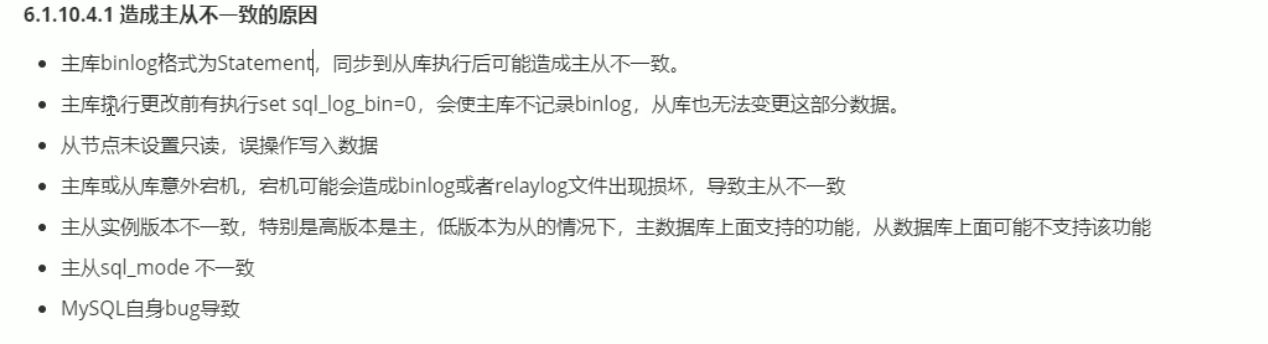 6.1.10.4.1 造成主从不一致的原因
• 主库binlog格式为Statement，同步到从库执行后可能造成主从不一致。
• 主库执行更改前有执行set sql_log_bin=0，会使主库不记录binlog，从库也无法变更这部分数据。
• 从节点未设置只读，误操作写入数据
• 主库或从库意外宕机，宕机可能会造成binlog或者relaylog文件出现损坏，导致主从不一致
• 主从实例版本不一致，特别是高版本是主，低版本为从的情况下，主数据库上面支持的功能，从数据库上面可能不支持该功能
• 主从sql_mode 不一致
• MySQL自身bug导致